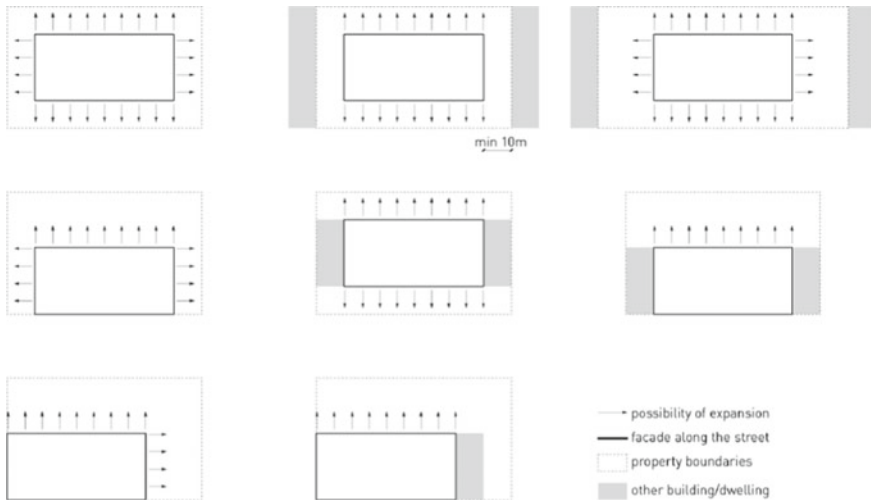 min 10m
possibility of expansion
facade along the street
property boundaries
other building/dwelling